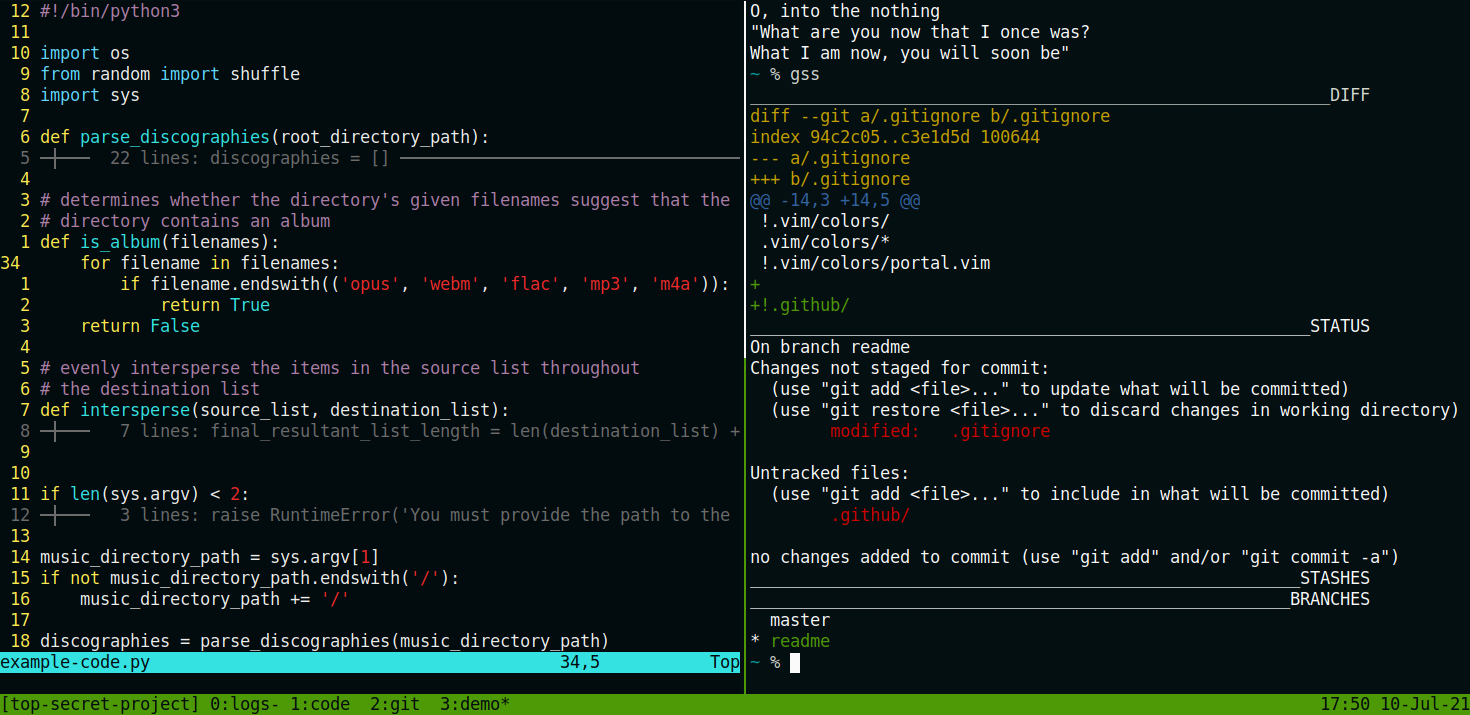 12 #!/bin/python3
11
10 import os
 9 from random import shuffle
 8 import sys
 7
 6 def parse_discographies(root_directory_path):
 5 ─┼─── 22 lines: discographies = [] ───
 4
 3 # determines whether the directory's given filenames suggest that the
 2 # directory contains an album
 1 def is_album(filenames):
34      for filename in filenames:
 1          if filename.endswith(('opus', 'webm', 'flac', 'mp3', 'm4a')):
 2              return True
 3      return False
 4
 5 # evenly intersperse the items in the source list throughout
 6 # the destination list
 7 def intersperse(source_list, destination_list):
 8 ─┼───  7 lines: final_resultant_list_length = len(destination_list) +
 9
10
11 if len(sys.argv) < 2:
12 ─┼───  3 lines: raise RuntimeError('You must provide the path to the
13
14 music_directory_path = sys.argv[1]
15 if not music_directory_path.endswith('/'):
16     music_directory_path += '/'
17
18 discographies = parse_discographies(music_directory_path)
example-code.py 34,5 Top
O, into the nothing
"What are you now that I once was?
What I am now, you will soon be"
~ % gss
DIFF
diff --git a/.gitignore b/.gitignore
index 94c2c05..c3e1d5d 100644
--- a/.gitignore
+++ b/.gitignore
@@ -14,3 +14,5 @@
 !.vim/colors/
 .vim/colors/*
 !.vim/colors/portal.vim
+
+!.github/
STATUS
On branch readme
Changes not staged for commit:
  (use "git add <file>..." to update what will be committed)
  (use "git restore <file>..." to discard changes in working directory)
        modified:   .gitignore

Untracked files:
  (use "git add <file>..." to include in what will be committed)
        .github/

no changes added to commit (use "git add" and/or "git commit -a")
STASHES
BRANCHES
  master
* readme
~ %
[top-secret-project] 0:logs- 1:code  2:git  3:demo* 17:50 10-Jul-21